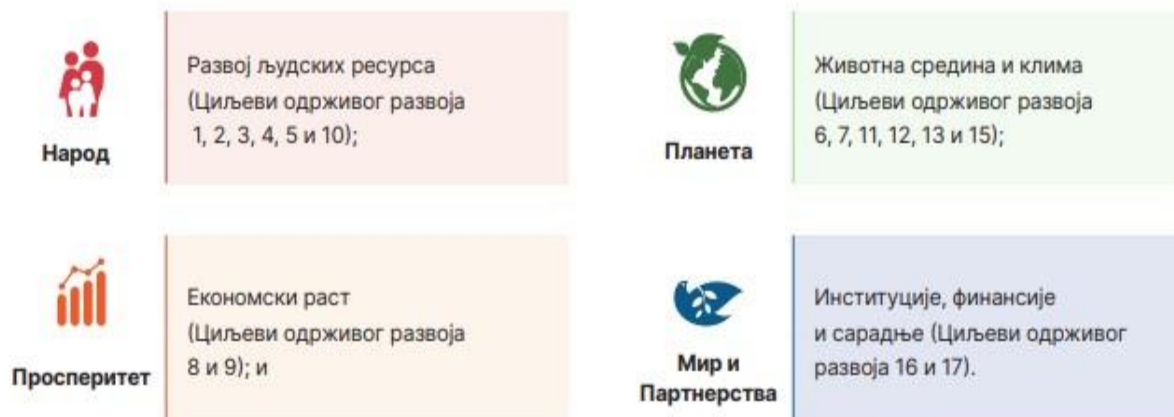 Народ
Развој људских ресурса
(Циљеви одрживог развоја
1, 2, 3, 4, 5 и 10);
Планета
Животна средина и клима
(Циљеви одрживог развоја
6, 7, 11, 12, 13 и 15);
Просперитет
Економски раст
(Циљеви одрживог развоја
8 и 9); и
Мир и
Партнерства
Институције, финансије
и сарадње (Циљеви одрживог
развоја 16 и 17).